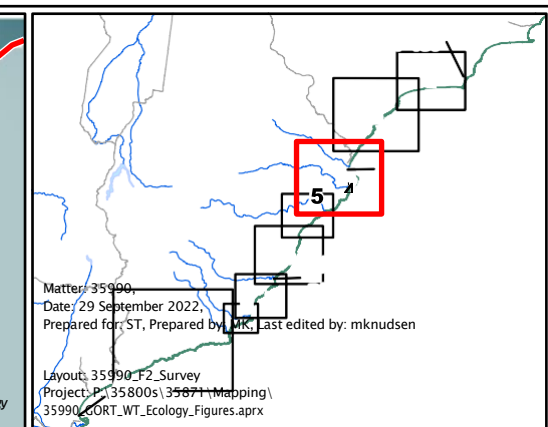 5
Matter: 35990,
Date: 29 September 2022,
Prepared for: ST, Prepared by: MK, Last edited by: mknudsen
Layout: 35990_F2_Survey
Project: P:\35800s\35871\Mapping\
35990_GORT_WT_Ecology_Figures.aprx